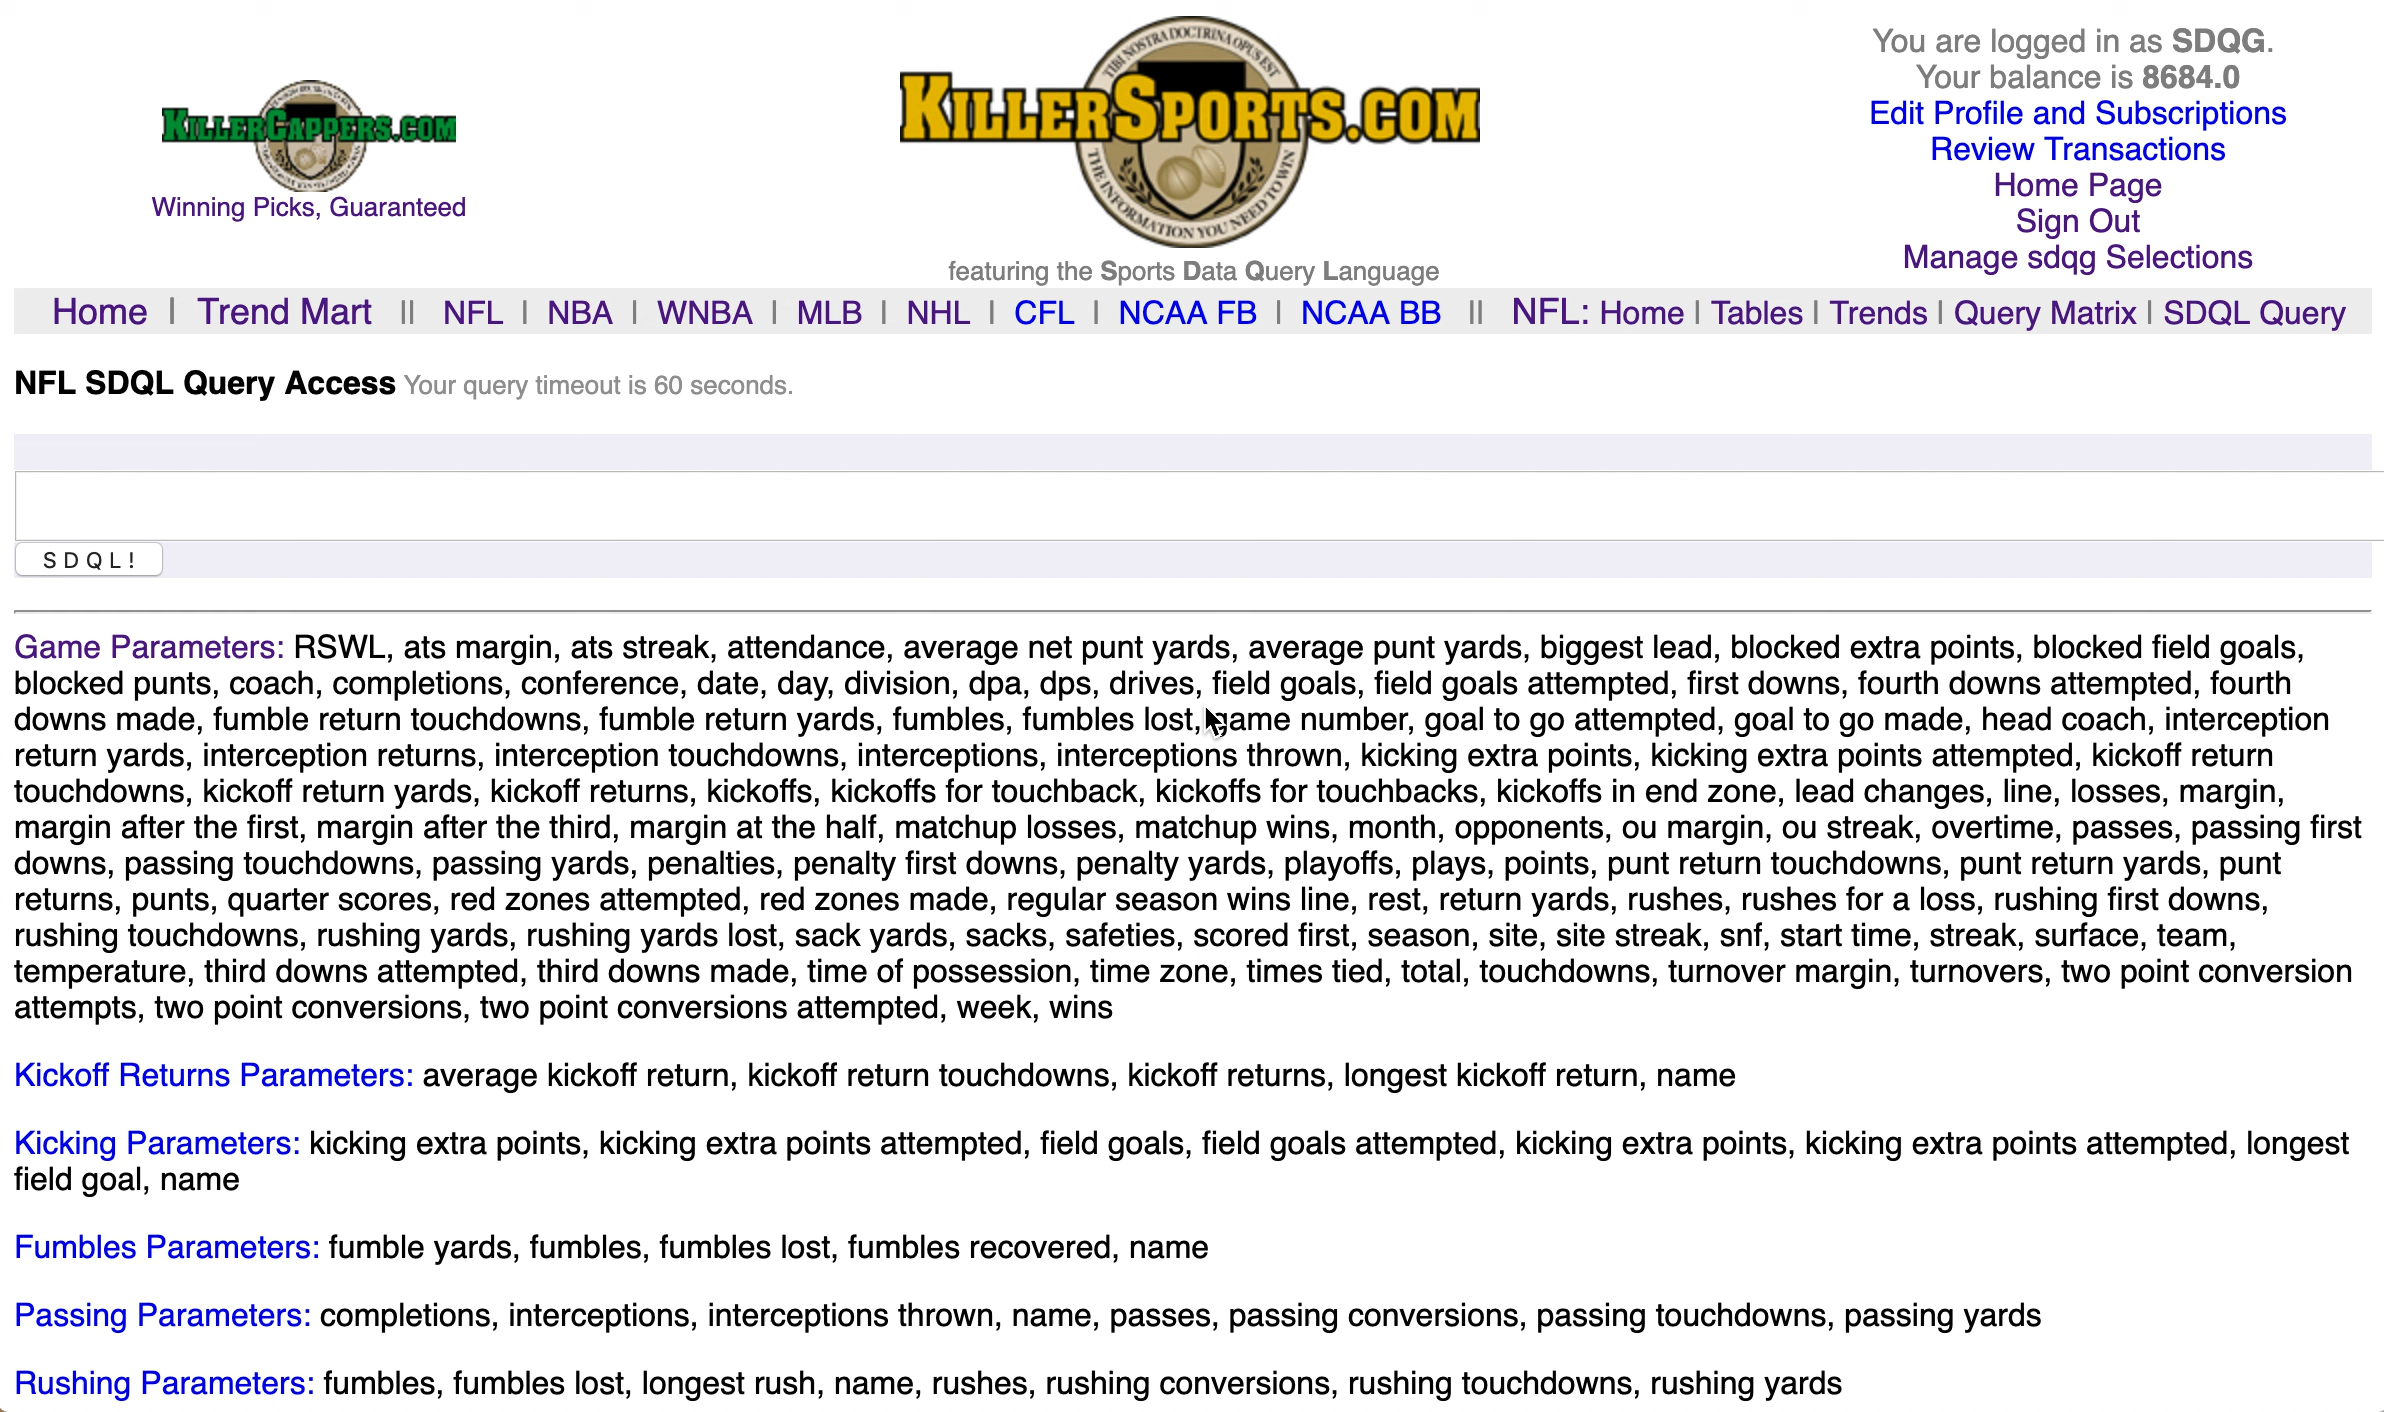 KILLERCAPPERS.COM
Winning Picks, Guaranteed
TIBI NOSTRA DOCTRINA OPUS EST
KILLERSPORTS.COM
THE INFORMATION YOU NEED TO WIN
featuring the Sports Data Query Language
You are logged in as SDQG.
Your balance is 8684.0
Edit Profile and Subscriptions
Review Transactions
Home Page
Sign Out
Manage sdqg Selections
Home | Trend Mart || NFL | NBA | WNBA | MLB | NHL | CFL | NCAA FB | NCAA BB || NFL: Home | Tables | Trends | Query Matrix | SDQL Query
NFL SDQL Query Access Your query timeout is 60 seconds.
S D Q L !
Game Parameters: RSWL, ats margin, ats streak, attendance, average net punt yards, average punt yards, biggest lead, blocked extra points, blocked field goals,
blocked punts, coach, completions, conference, date, day, division, dpa, dps, drives, field goals, field goals attempted, first downs, fourth downs attempted, fourth
downs made, fumble return touchdowns, fumble return yards, fumbles, fumbles lost, game number, goal to go attempted, goal to go made, head coach, interception
return yards, interception returns, interception touchdowns, interceptions, interceptions thrown, kicking extra points, kicking extra points attempted, kickoff return
touchdowns, kickoff return yards, kickoff returns, kickoffs, kickoffs for touchback, kickoffs for touchbacks, kickoffs in end zone, lead changes, line, losses, margin,
margin after the first, margin after the third, margin at the half, matchup losses, matchup wins, month, opponents, ou margin, ou streak, overtime, passes, passing first
downs, passing touchdowns, passing yards, penalties, penalty first downs, penalty yards, playoffs, plays, points, punt return touchdowns, punt return yards, punt
returns, punts, quarter scores, red zones attempted, red zones made, regular season wins line, rest, return yards, rushes, rushes for a loss, rushing first downs,
rushing touchdowns, rushing yards, rushing yards lost, sack yards, sacks, safeties, scored first, season, site, site streak, snf, start time, streak, surface, team,
temperature, third downs attempted, third downs made, time of possession, time zone, times tied, total, touchdowns, turnover margin, turnovers, two point conversion
attempts, two point conversions, two point conversions attempted, week, wins
Kickoff Returns Parameters: average kickoff return, kickoff return touchdowns, kickoff returns, longest kickoff return, name
Kicking Parameters: kicking extra points, kicking extra points attempted, field goals, field goals attempted, kicking extra points, kicking extra points attempted, longest
field goal, name
Fumbles Parameters: fumble yards, fumbles, fumbles lost, fumbles recovered, name
Passing Parameters: completions, interceptions, interceptions thrown, name, passes, passing conversions, passing touchdowns, passing yards
Rushing Parameters: fumbles, fumbles lost, longest rush, name, rushes, rushing conversions, rushing touchdowns, rushing yards